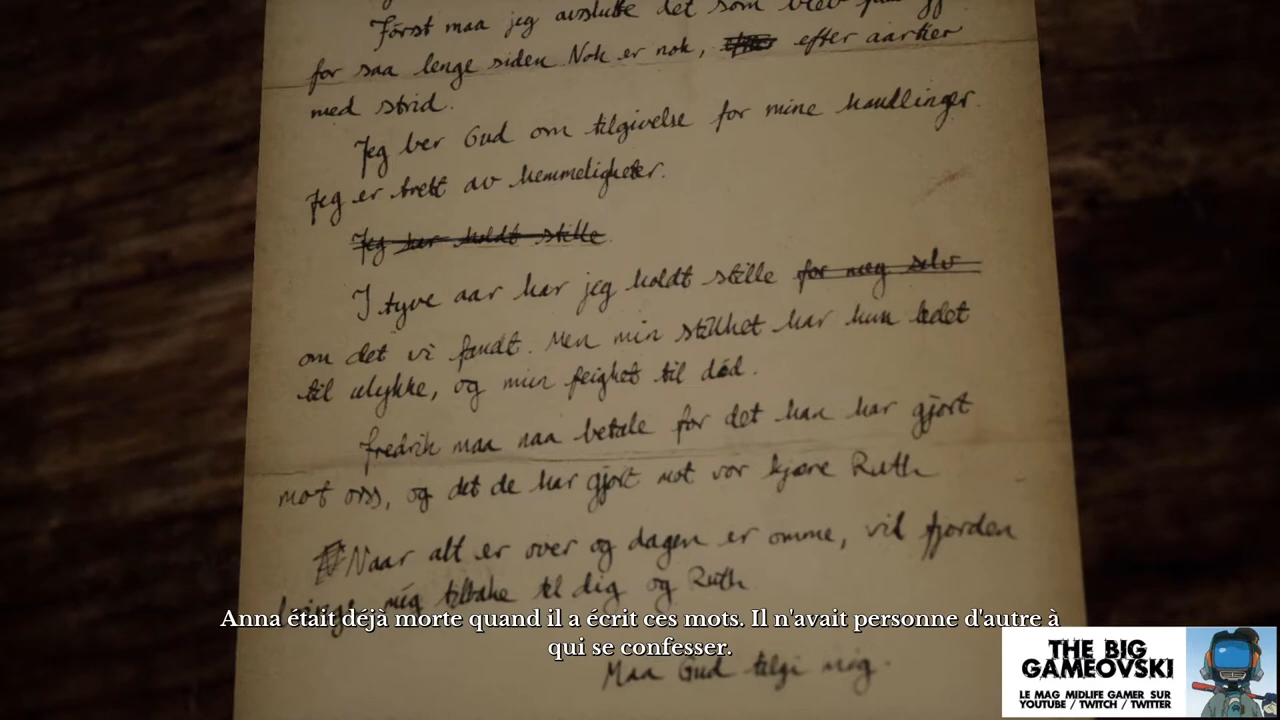 Først maa jeg avslutte det som blev
for saa lenge siden Nok er nok, efter aartier
med strid.
Jeg ber Gud om tilgivelse for mine handlinger.
Jeg er trett av hemmeligheter.
Jeg har holdt stille
I tyve aar har jeg holdt stille for meg selv
om det vi fandt. Men min stillhet har kun ledet
til ulykke, og min feighet til død.
Fredrik maa naa betale for det han har gjort
mot oss, og det de har gjort mot vor kjære Ruth
Naar alt er over og dagen er omme, vil fjorden
bringe mig tilbake til dig og Ruth
Anna était déjà morte quand il a écrit ces mots. Il n'avait personne d'autre à
qui se confesser.
Maa Gud tilgi mig.
THE BIG
GAMEOVSKI
LE MAG MIDLIFE GAMER SUR
YOUTUBE / TWITCH / TWITTER